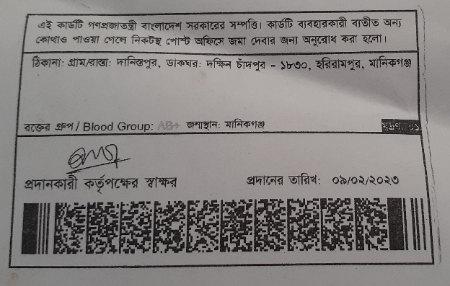 এই কার্ডটি গণপ্রজাতন্ত্রী বাংলাদেশ সরকারের সম্পত্তি। কার্ডটি ব্যবহারকারী ব্যতীত অন্য
কোথাও পাওয়া গেলে নিকটস্থ পোস্ট অফিসে জমা দেবার জন্য অনুরোধ করা হলো।
ঠিকানা: গ্রাম/রাস্তা: দানিস্তপুর, ডাকঘর: দক্ষিন চাঁদপুর - ১৮৩০, হরিরামপুর, মানিকগঞ্জ
রক্তের গ্রুপ / Blood Group: AB+ জন্মস্থান: মানিকগঞ্জ
প্রদানকারী কর্তৃপক্ষের স্বাক্ষর প্রদানের তারিখ: ০৯/০২/২০২৩